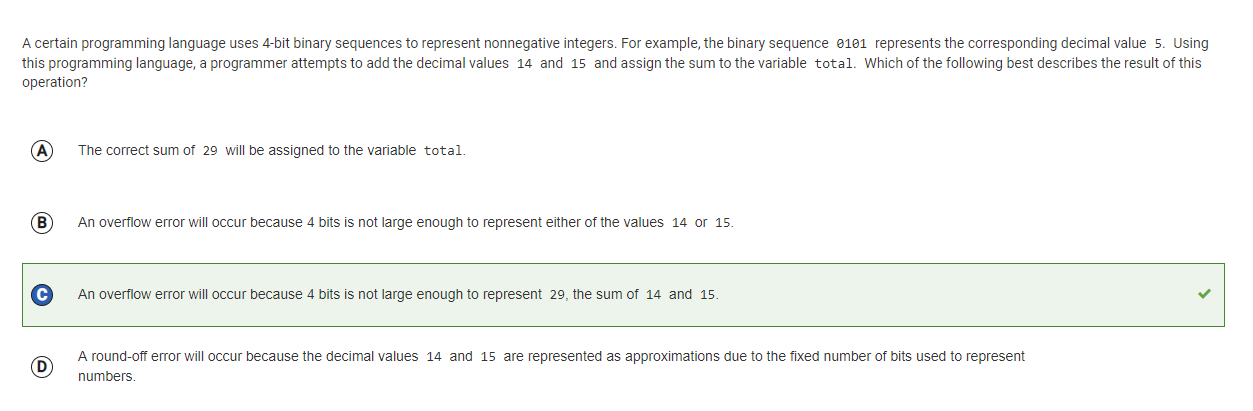 A certain programming language uses 4-bit binary sequences to represent nonnegative integers. For example, the binary sequence 0101 represents the corresponding decimal value 5. Using
this programming language, a programmer attempts to add the decimal values 14 and 15 and assign the sum to the variable total. Which of the following best describes the result of this
operation?
A The correct sum of 29 will be assigned to the variable total.
B An overflow error will occur because 4 bits is not large enough to represent either of the values 14 or 15.
C An overflow error will occur because 4 bits is not large enough to represent 29, the sum of 14 and 15.
D A round-off error will occur because the decimal values 14 and 15 are represented as approximations due to the fixed number of bits used to represent
numbers.